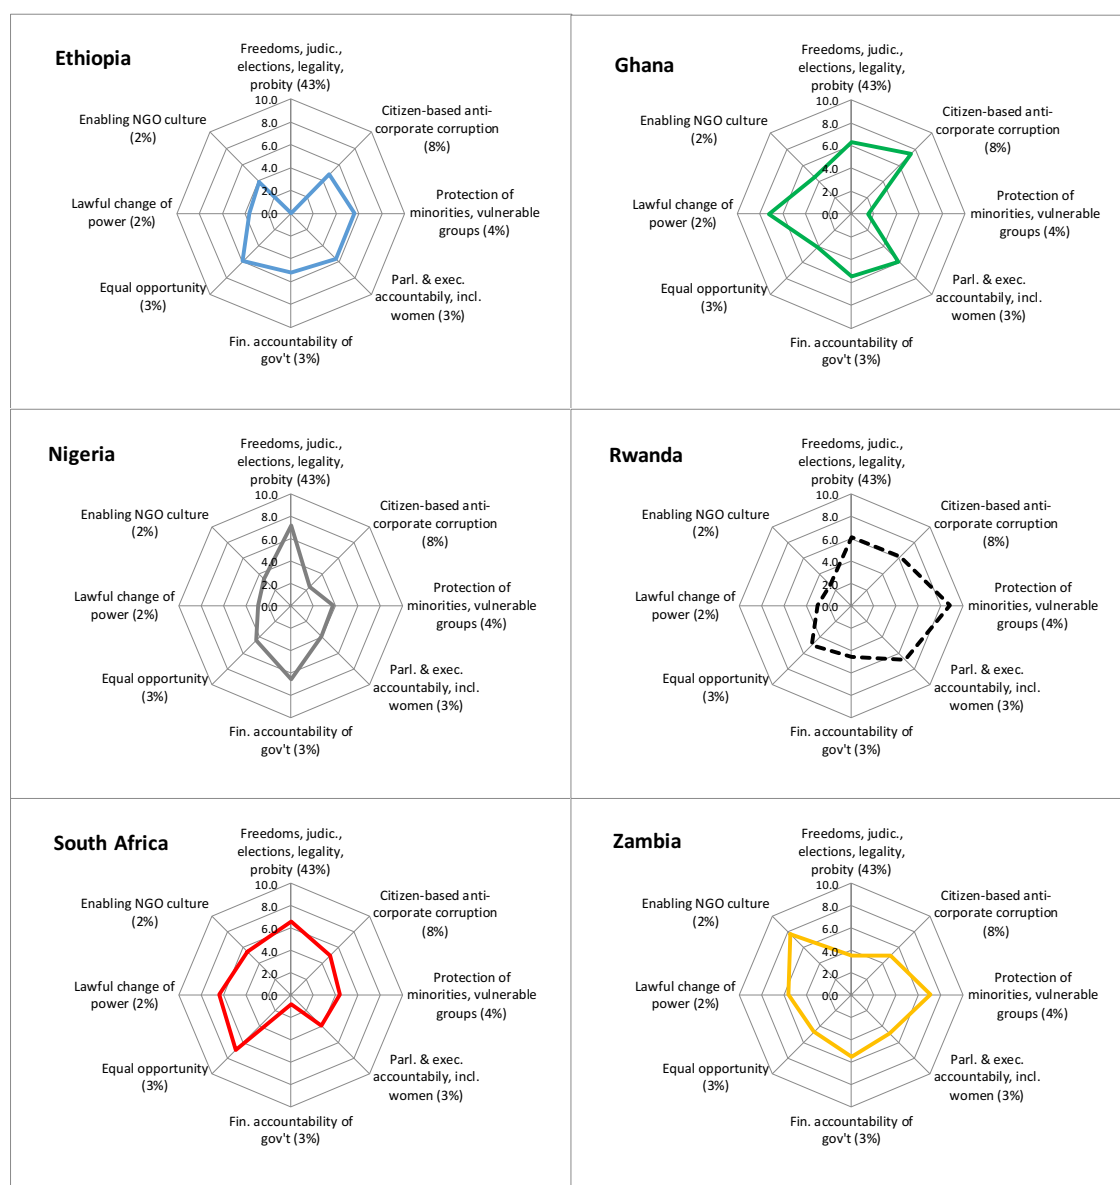 Ethiopia
Freedoms, judic.,
elections, legality,
probity (43%)
Citizen-based anti-
corporate corruption
(8%)
Protection of
minorities, vulnerable
groups (4%)
Parl. & exec.
accountabily, incl.
women (3%)
Fin. accountability of
gov't (3%)
Equal opportunity
(3%)
Lawful change of
power (2%)
Enabling NGO culture
(2%)
10.0
8.0
6.0
4.0
2.0
0.0
Ghana
Freedoms, judic.,
elections, legality,
probity (43%)
Citizen-based anti-
corporate corruption
(8%)
Protection of
minorities, vulnerable
groups (4%)
Parl. & exec.
accountabily, incl.
women (3%)
Fin. accountability of
gov't (3%)
Equal opportunity
(3%)
Lawful change of
power (2%)
Enabling NGO culture
(2%)
10.0
8.0
6.0
4.0
2.0
0.0
Nigeria
Freedoms, judic.,
elections, legality,
probity (43%)
Citizen-based anti-
corporate corruption
(8%)
Protection of
minorities, vulnerable
groups (4%)
Parl. & exec.
accountabily, incl.
women (3%)
Fin. accountability of
gov't (3%)
Equal opportunity
(3%)
Lawful change of
power (2%)
Enabling NGO culture
(2%)
10.0
8.0
6.0
4.0
2.0
0.0
Rwanda
Freedoms, judic.,
elections, legality,
probity (43%)
Citizen-based anti-
corporate corruption
(8%)
Protection of
minorities, vulnerable
groups (4%)
Parl. & exec.
accountabily, incl.
women (3%)
Fin. accountability of
gov't (3%)
Equal opportunity
(3%)
Lawful change of
power (2%)
Enabling NGO culture
(2%)
10.0
8.0
6.0
4.0
2.0
0.0
South Africa
Freedoms, judic.,
elections, legality,
probity (43%)
Citizen-based anti-
corporate corruption
(8%)
Protection of
minorities, vulnerable
groups (4%)
Parl. & exec.
accountabily, incl.
women (3%)
Fin. accountability of
gov't (3%)
Equal opportunity
(3%)
Lawful change of
power (2%)
Enabling NGO culture
(2%)
10.0
8.0
6.0
4.0
2.0
0.0
Zambia
Freedoms, judic.,
elections, legality,
probity (43%)
Citizen-based anti-
corporate corruption
(8%)
Protection of
minorities, vulnerable
groups (4%)
Parl. & exec.
accountabily, incl.
women (3%)
Fin. accountability of
gov't (3%)
Equal opportunity
(3%)
Lawful change of
power (2%)
Enabling NGO culture
(2%)
10.0
8.0
6.0
4.0
2.0
0.0